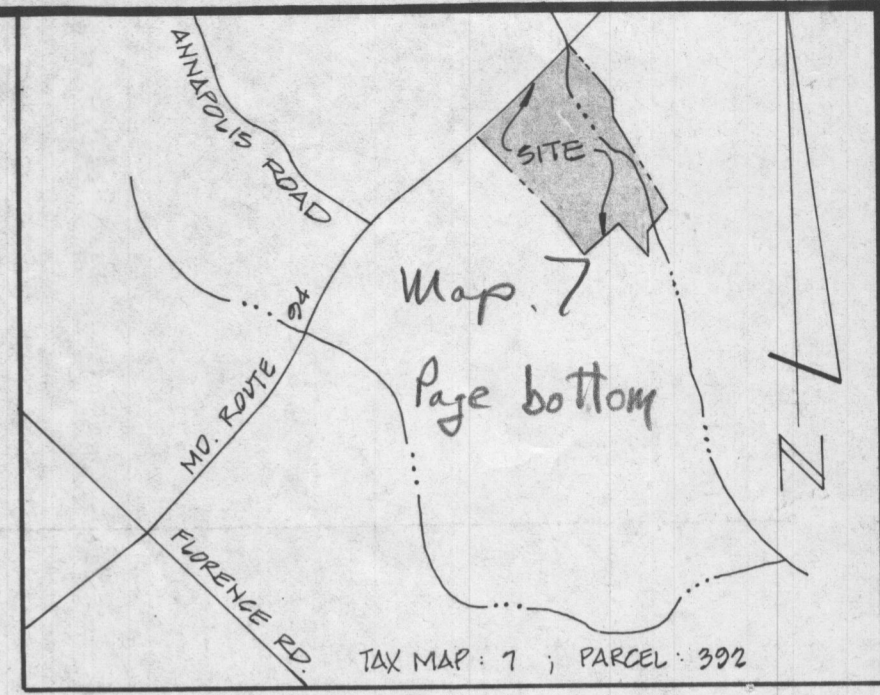 ANNAPOLIS ROAD
SITE
Map. 7
Page bottom
MD. ROUTE 94
N
FLORENCE RD.
TAX MAP : 7 ; PARCEL : 392